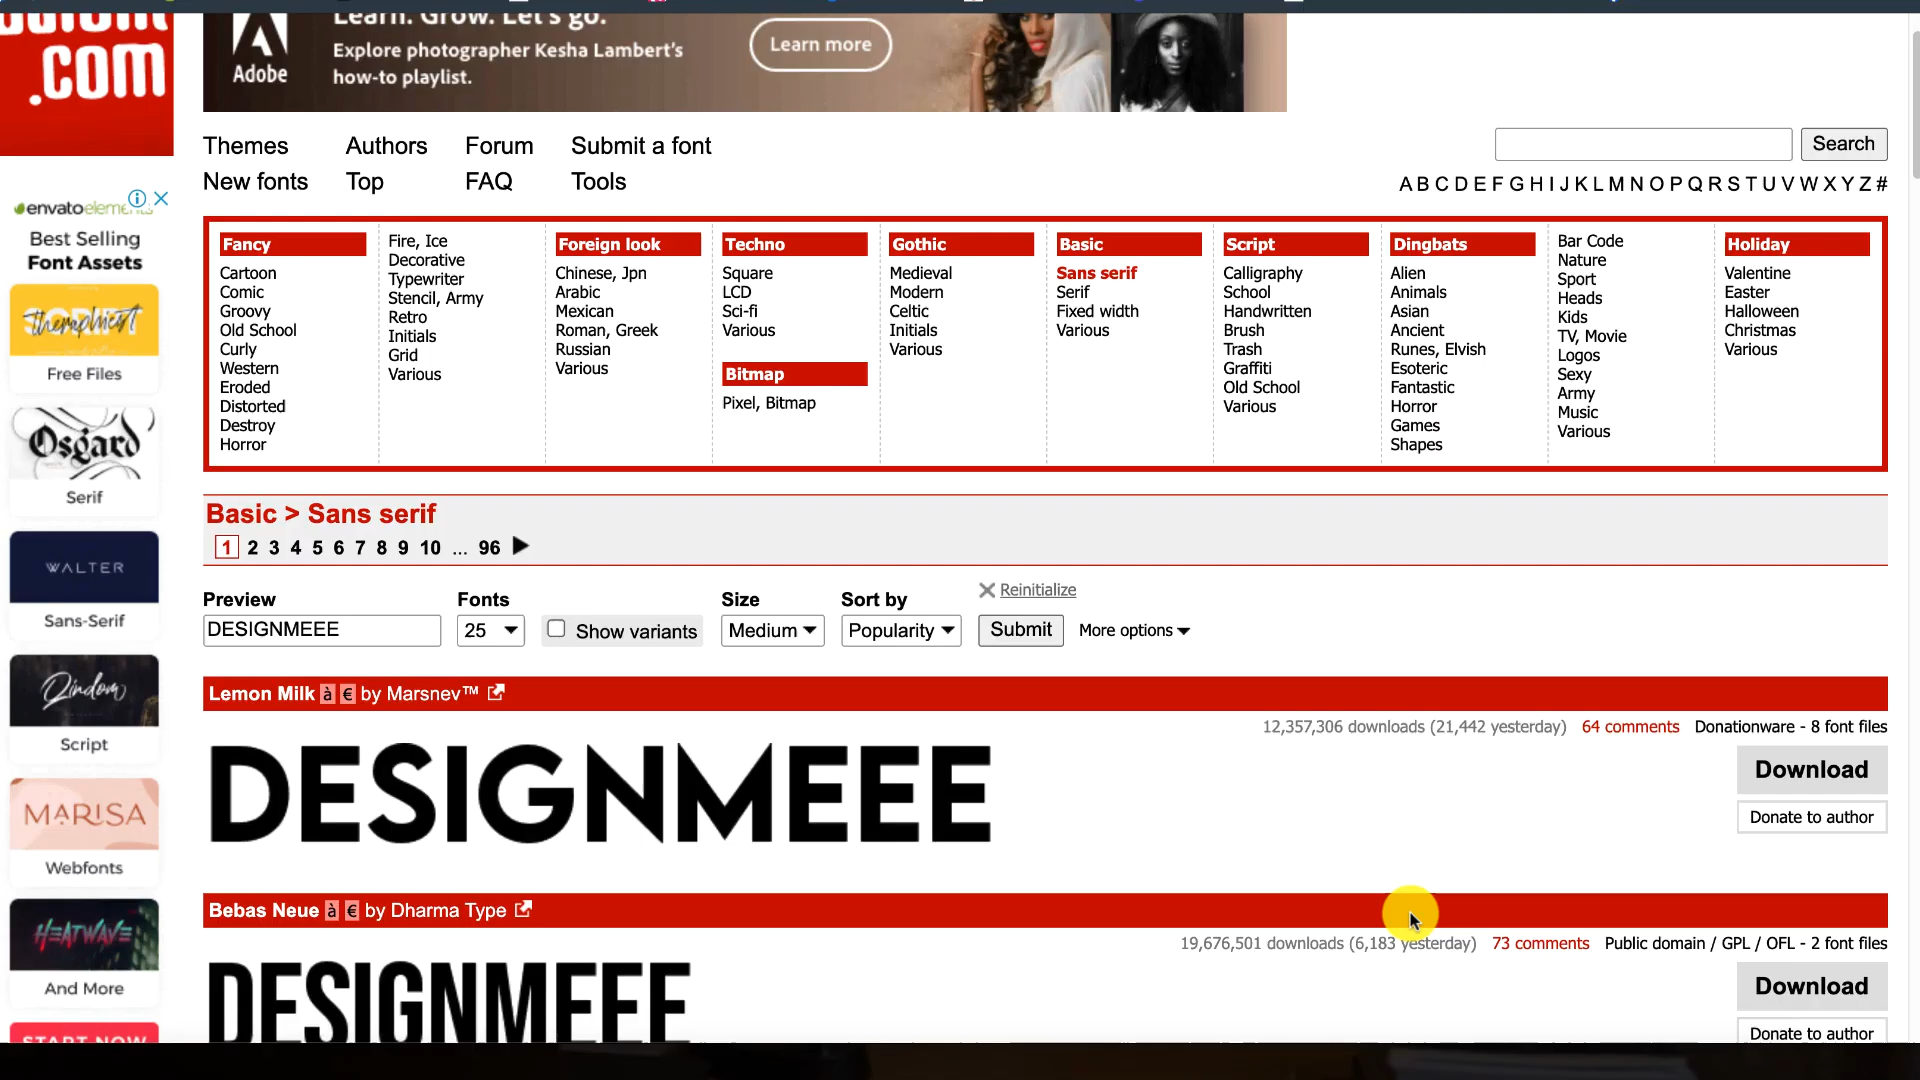 .com
Learn. Grow. Let's go.
Adobe
Explore photographer Kesha Lambert's
how-to playlist.
Learn more
Themes Authors Forum Submit a font
New fonts Top FAQ Tools
Search
A B C D E F G H I J K L M N O P Q R S T U V W X Y Z #
envato elements
Best Selling
Font Assets
Free Files
Osgard
Serif
WALTER
Sans-Serif
Script
MARISA
Webfonts
HEATWAVE
And More
START NOW
Fancy
Cartoon
Comic
Groovy
Old School
Curly
Western
Eroded
Distorted
Destroy
Horror
Fire, Ice
Decorative
Typewriter
Stencil, Army
Retro
Initials
Grid
Various
Foreign look
Chinese, Jpn
Arabic
Mexican
Roman, Greek
Russian
Various
Techno
Square
LCD
Sci-fi
Various
Bitmap
Pixel, Bitmap
Gothic
Medieval
Modern
Celtic
Initials
Various
Basic
Sans serif
Serif
Fixed width
Various
Script
Calligraphy
School
Handwritten
Brush
Trash
Graffiti
Old School
Various
Dingbats
Alien
Animals
Asian
Ancient
Runes, Elvish
Esoteric
Fantastic
Horror
Games
Shapes
Bar Code
Nature
Sport
Heads
Kids
TV, Movie
Logos
Sexy
Army
Music
Various
Holiday
Valentine
Easter
Halloween
Christmas
Various
Basic > Sans serif
1 2 3 4 5 6 7 8 9 10 ... 96
Reinitialize
Preview Fonts Size Sort by
DESIGNMEEE 25 Show variants Medium Popularity Submit More options
Lemon Milk à € by Marsnev™
12,357,306 downloads (21,442 yesterday) 64 comments Donationware - 8 font files
DESIGNMEEE
Download
Donate to author
Bebas Neue à € by Dharma Type
19,676,501 downloads (6,183 yesterday) 73 comments Public domain / GPL / OFL - 2 font files
DESIGNMEEE
Download
Donate to author